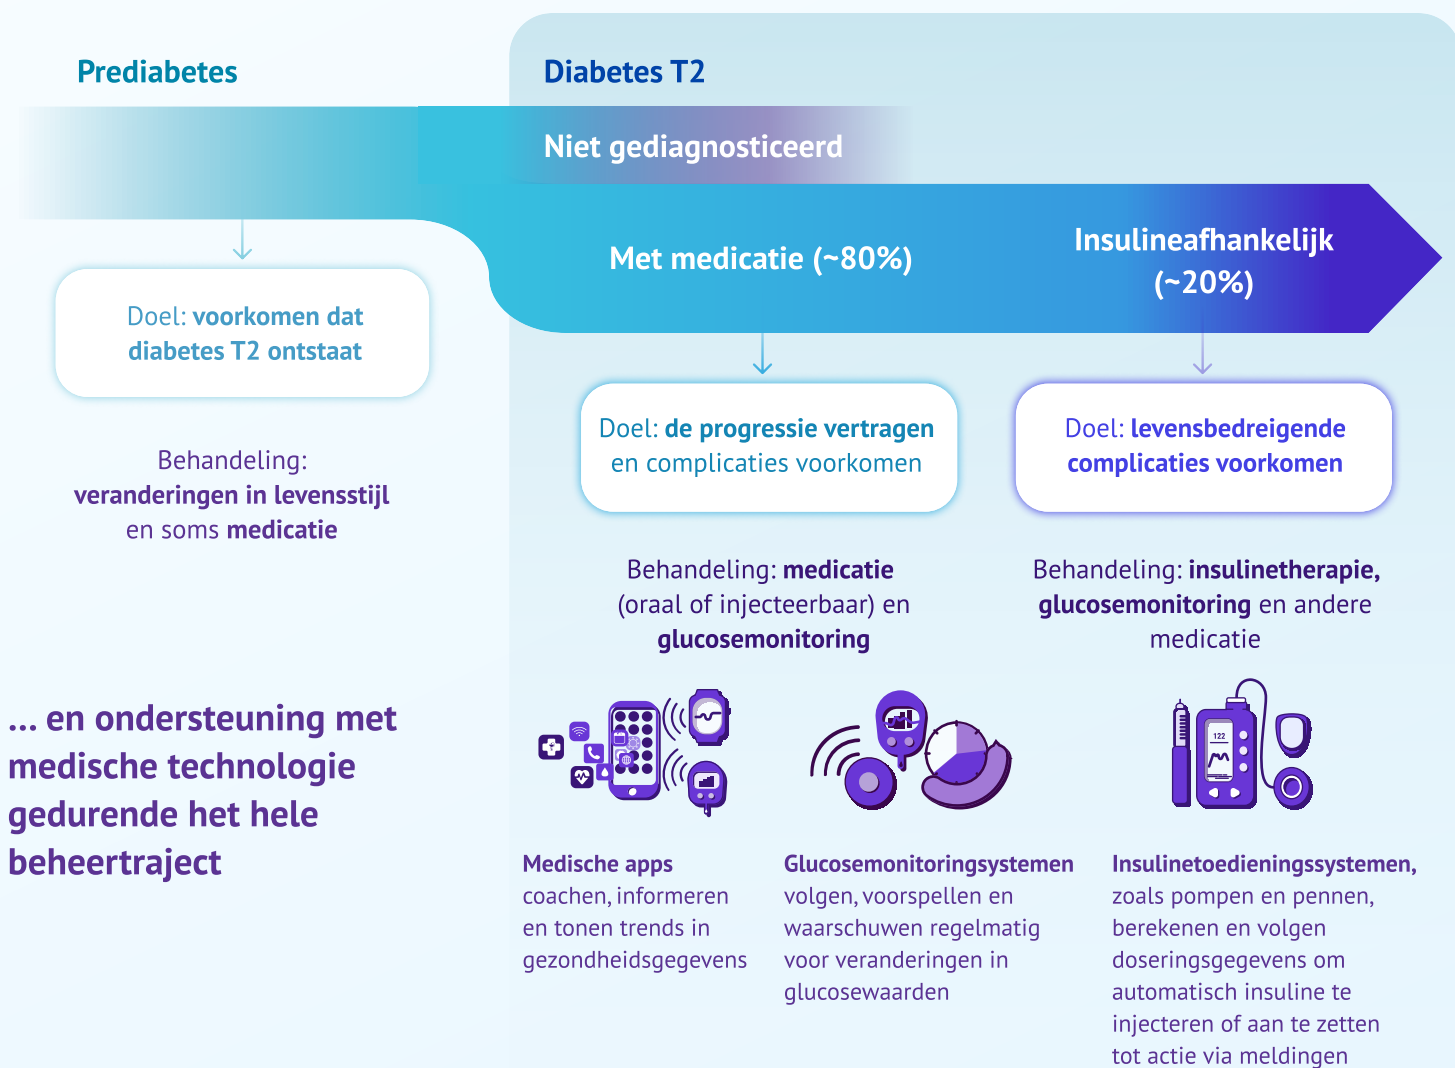 Prediabetes
Diabetes T2
Niet gediagnosticeerd
Met medicatie (~80%)
Insulineafhankelijk
(~20%)
Doel: voorkomen dat
diabetes T2 ontstaat
Behandeling:
veranderingen in levensstijl
en soms medicatie
Doel: de progressie vertragen
en complicaties voorkomen
Behandeling: medicatie
(oraal of injecteerbaar) en
glucosemonitoring
Doel: levensbedreigende
complicaties voorkomen
Behandeling: insulinetherapie,
glucosemonitoring en andere
medicatie
... en ondersteuning met
medische technologie
gedurende het hele
beheertraject
122
Medische apps
coachen, informeren
en tonen trends in
gezondheidsgegevens
Glucosemonitoringsystemen
volgen, voorspellen en
waarschuwen regelmatig
voor veranderingen in
glucosewaarden
Insulinetoedieningssystemen,
zoals pompen en pennen,
berekenen en volgen
doseringsgegevens om
automatisch insuline te
injecteren of aan te zetten
tot actie via meldingen